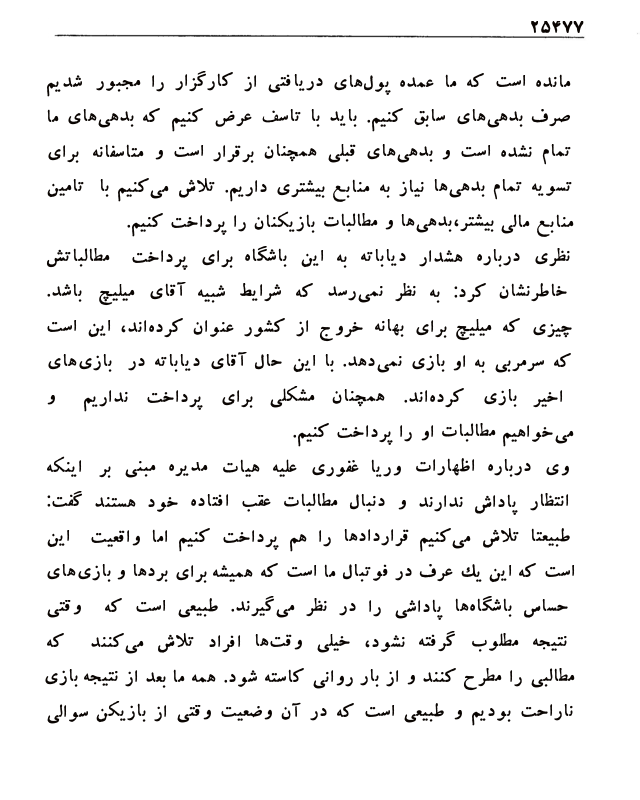 ۲۵۴۷۷
مانده است که ما عمده پول‌های دریافتی از کارگزار را مجبور شدیم
صرف بدهی‌های سابق کنیم. باید با تاسف عرض کنیم که بدهی‌های ما
تمام نشده است و بدهی‌های قبلی همچنان برقرار است و متاسفانه برای
تسویه تمام بدهی‌ها نیاز به منابع بیشتری داریم. تلاش می‌کنیم با تامین
منابع مالی بیشتر،بدهی‌ها و مطالبات بازیکنان را پرداخت کنیم.
نظری درباره هشدار دیاباته به این باشگاه برای پرداخت مطالباتش
خاطرنشان کرد: به نظر نمی‌رسد که شرایط شبیه آقای میلیچ باشد.
چیزی که میلیچ برای بهانه خروج از کشور عنوان کرده‌اند، این است
که سرمربی به او بازی نمی‌دهد. با این حال آقای دیاباته در بازی‌های
اخیر بازی کرده‌اند. همچنان مشکلی برای پرداخت نداریم و
می‌خواهیم مطالبات او را پرداخت کنیم.
وی درباره اظهارات وریا غفوری علیه هیات مدیره مبنی بر اینکه
انتظار پاداش ندارند و دنبال مطالبات عقب افتاده خود هستند گفت:
طبیعتا تلاش می‌کنیم قراردادها را هم پرداخت کنیم اما واقعیت این
است که این یك عرف در فوتبال ما است که همیشه برای بردها و بازی‌های
حساس باشگاه‌ها پاداشی را در نظر می‌گیرند. طبیعی است که وقتی
نتیجه مطلوب گرفته نشود، خیلی وقت‌ها افراد تلاش می‌کنند که
مطالبی را مطرح کنند و از بار روانی کاسته شود. همه ما بعد از نتیجه بازی
ناراحت بودیم و طبیعی است که در آن وضعیت وقتی از بازیکن سوالی